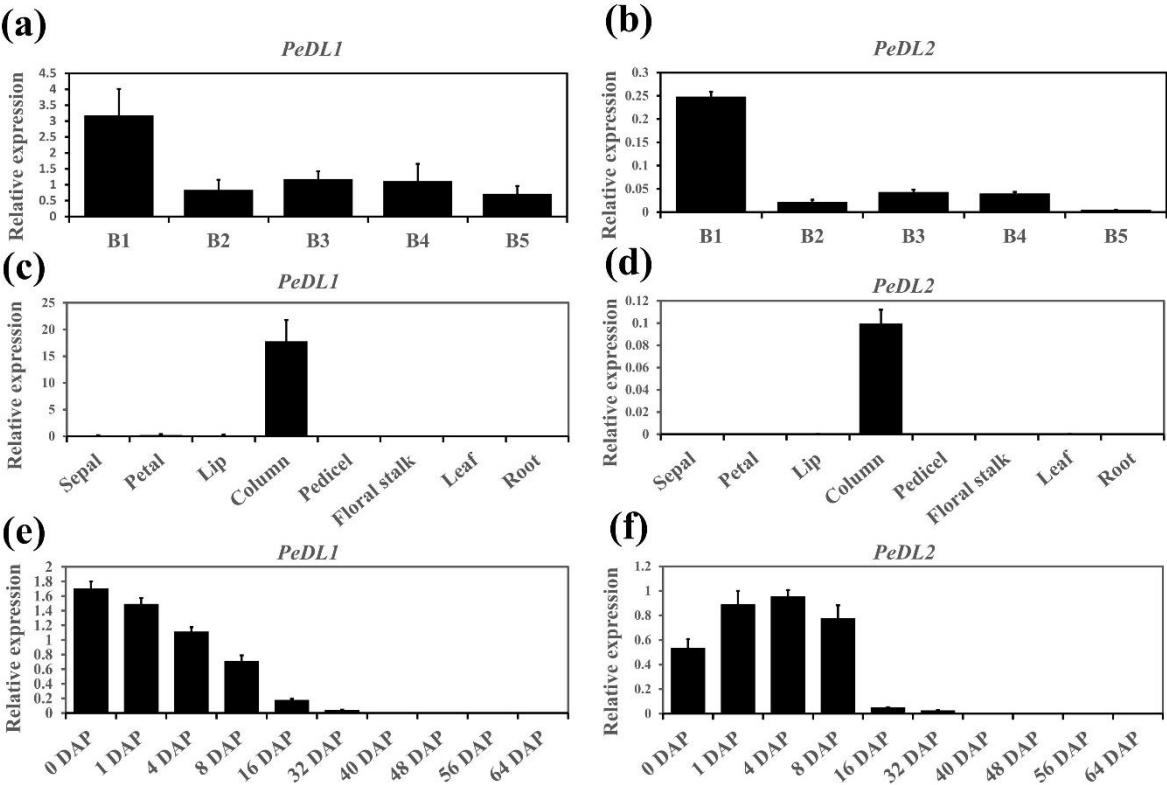 (a)
PeDL1
Relative expression
4.5
4
3.5
3
2.5
2
1.5
1
0.5
0
B1 B2 B3 B4 B5
(b)
PeDL2
Relative expression
0.3
0.25
0.2
0.15
0.1
0.05
0
B1 B2 B3 B4 B5
(c)
PeDL1
Relative expression
25
20
15
10
5
0
Sepal Petal Lip Column Pedicel Floral stalk Leaf Root
(d)
PeDL2
Relative expression
0.12
0.1
0.08
0.06
0.04
0.02
0
Sepal Petal Lip Column Pedicel Floral stalk Leaf Root
(e)
PeDL1
Relative expression
2
1.8
1.6
1.4
1.2
1
0.8
0.6
0.4
0.2
0
0 DAP 1 DAP 4 DAP 8 DAP 16 DAP 32 DAP 40 DAP 48 DAP 56 DAP 64 DAP
(f)
PeDL2
Relative expression
1.2
1
0.8
0.6
0.4
0.2
0
0 DAP 1 DAP 4 DAP 8 DAP 16 DAP 32 DAP 40 DAP 48 DAP 56 DAP 64 DAP